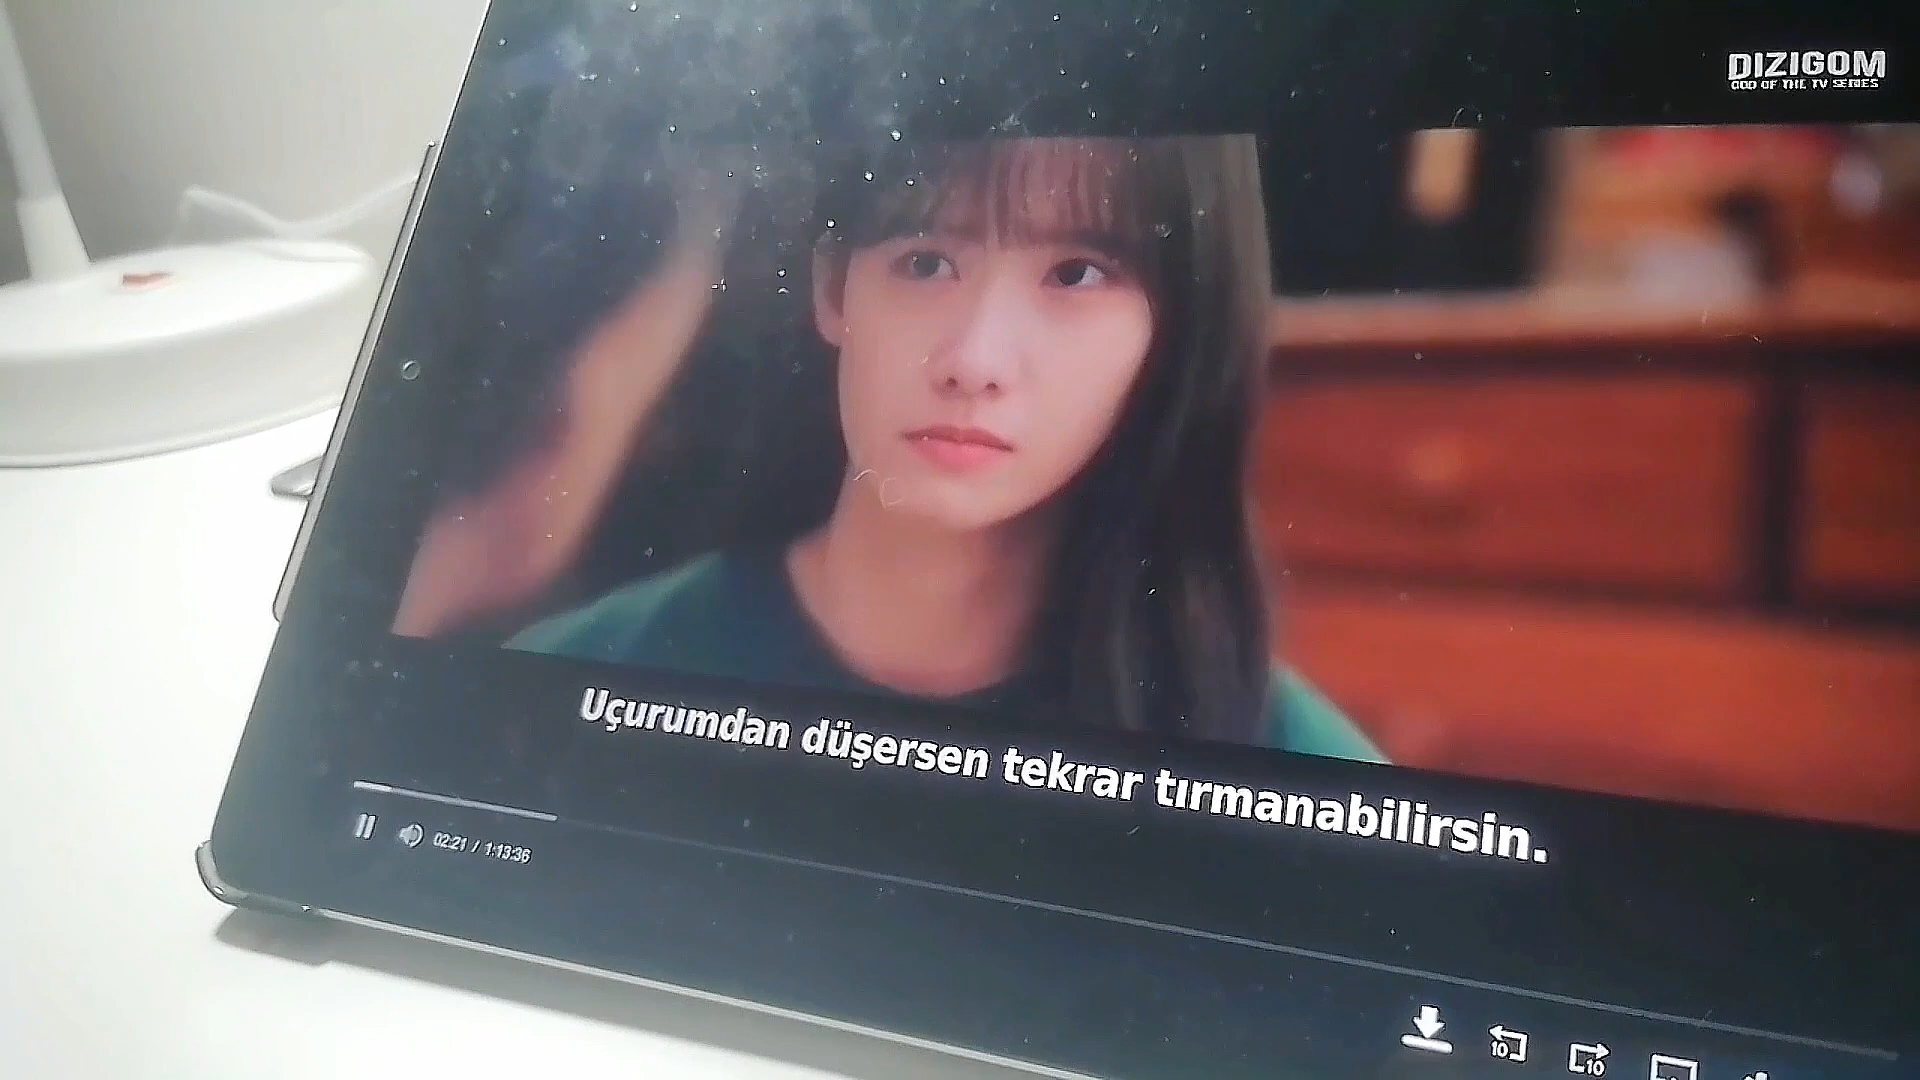 DIZIGOM
GOD OF THE TV SERIES
Uçurumdan düşersen tekrar tırmanabilirsin.
02:21 / 1:13:36
10
10